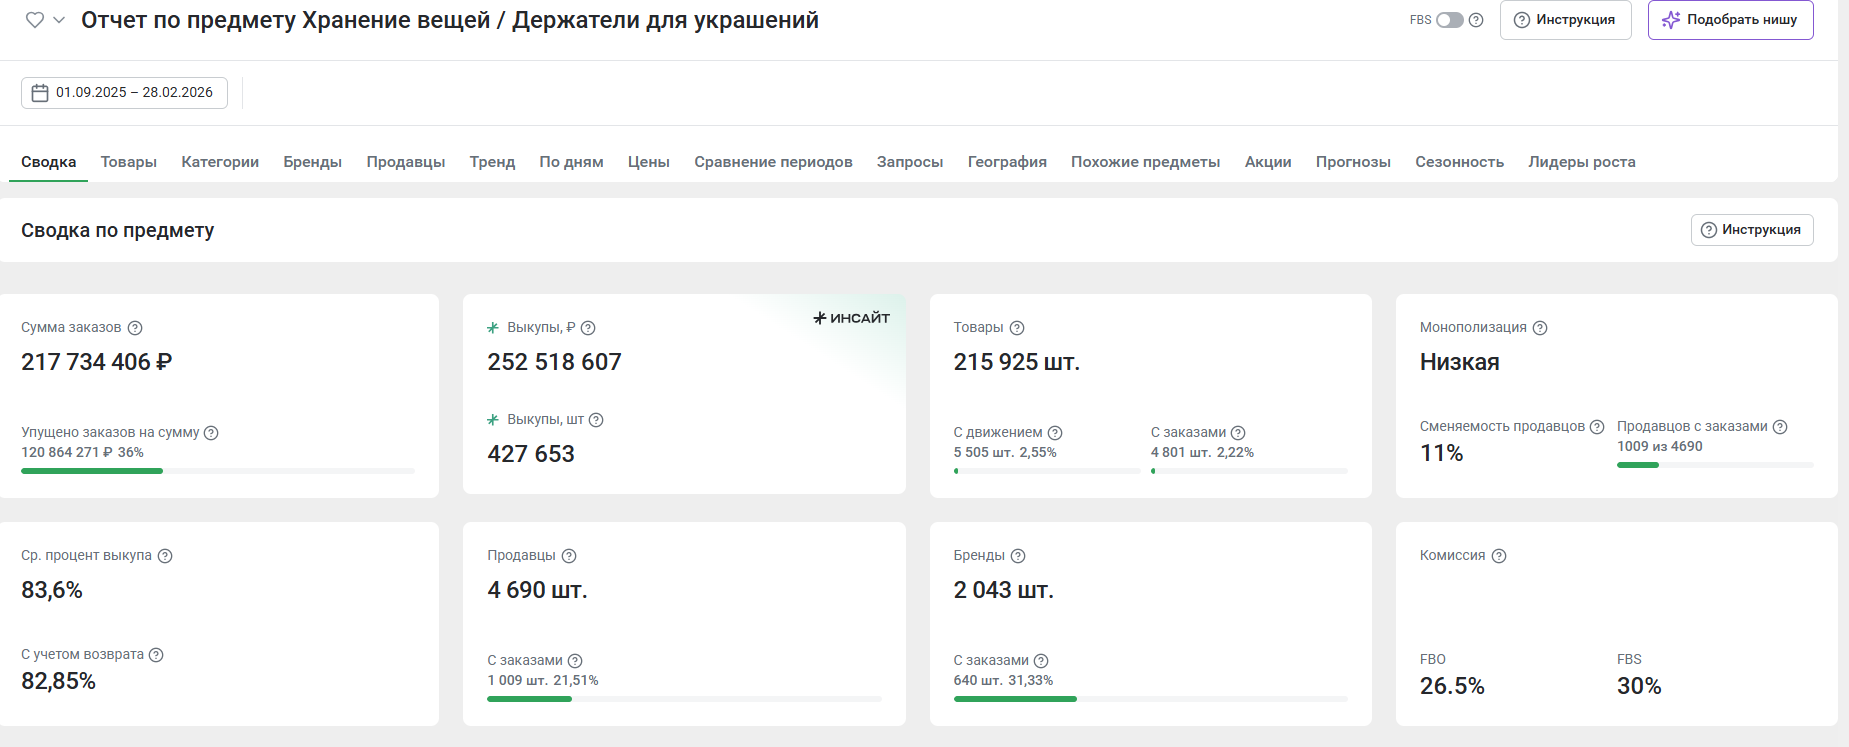 Отчет по предмету Хранение вещей / Держатели для украшений
FBS
Инструкция
Подобрать нишу
01.09.2025 – 28.02.2026
Сводка Товары Категории Бренды Продавцы Тренд По дням Цены Сравнение периодов Запросы География Похожие предметы Акции Прогнозы Сезонность Лидеры роста
Сводка по предмету
Инструкция
Сумма заказов
217 734 406 ₽
Упущено заказов на сумму
120 864 271 ₽ 36%
Выкупы, ₽
ИНСАЙТ
252 518 607
Выкупы, шт
427 653
Товары
215 925 шт.
С движением
5 505 шт. 2,55%
С заказами
4 801 шт. 2,22%
Монополизация
Низкая
Сменяемость продавцов
11%
Продавцов с заказами
1009 из 4690
Ср. процент выкупа
83,6%
С учетом возврата
82,85%
Продавцы
4 690 шт.
С заказами
1 009 шт. 21,51%
Бренды
2 043 шт.
С заказами
640 шт. 31,33%
Комиссия
FBO
26.5%
FBS
30%